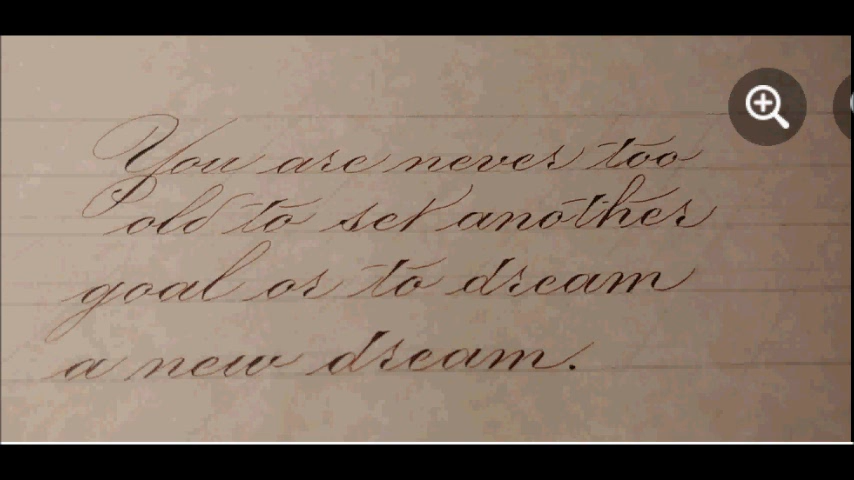 You are never too
old to set another
goal or to dream
a new dream.